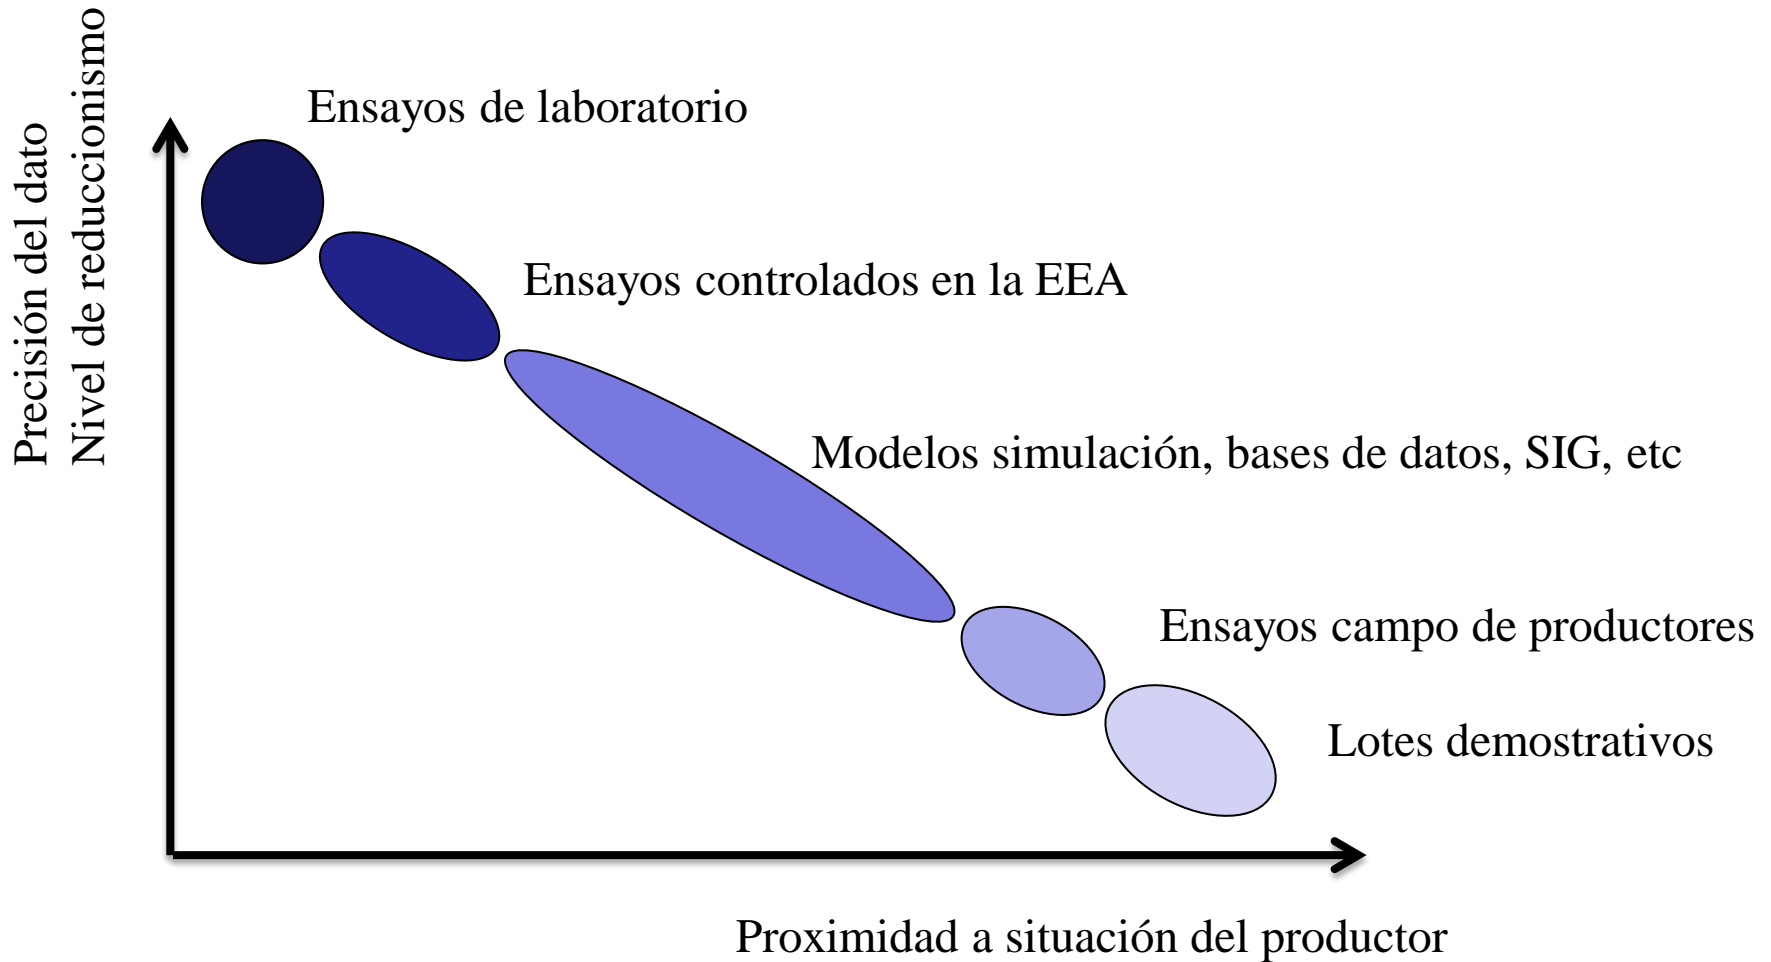 Precisión del dato
Nivel de reduccionismo
Ensayos de laboratorio
Ensayos controlados en la EEA
Modelos simulación, bases de datos, SIG, etc
Ensayos campo de productores
Lotes demostrativos
Proximidad a situación del productor